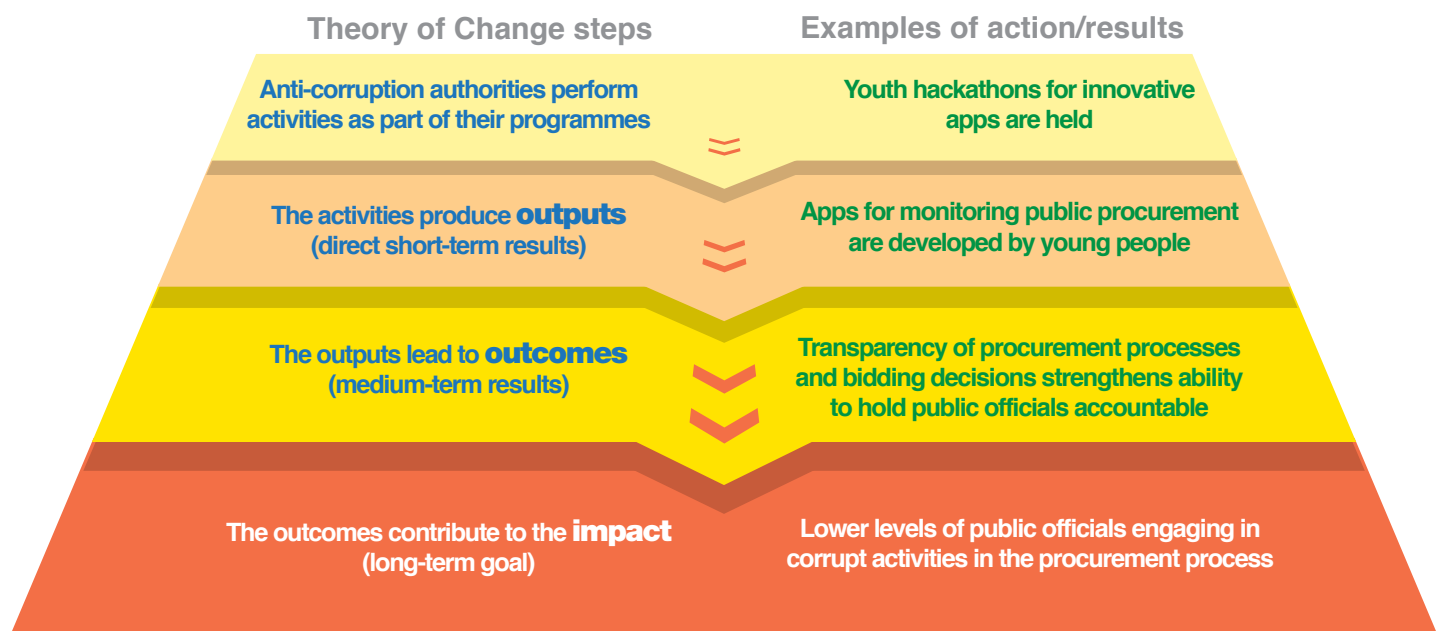 Theory of Change steps
Examples of action/results
Anti-corruption authorities perform
activities as part of their programmes
Youth hackathons for innovative
apps are held
The activities produce outputs
(direct short-term results)
Apps for monitoring public procurement
are developed by young people
The outputs lead to outcomes
(medium-term results)
Transparency of procurement processes
and bidding decisions strengthens ability
to hold public officials accountable
The outcomes contribute to the impact
(long-term goal)
Lower levels of public officials engaging in
corrupt activities in the procurement process